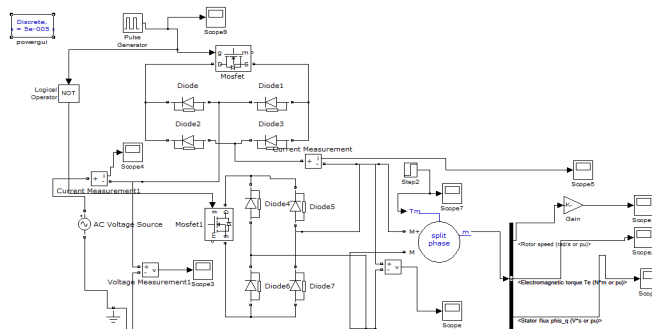 Discrete,
= 5e-005
powergui
Pulse
Generator
Scope9
g
m
D
S
Mosfet
Logical
Operator
NOT
Diode
Diode1
Diode2
Diode3
Scope4
Current Measurement
Current Measurement1
Scope5
Step2
Scope7
Tm
M+
M
m
split
phase
AC Voltage Source
Mosfet1
Diode4
Diode5
Diode6
Diode7
Voltage Measurement1
Scope3
Scope
Gain
Scope
Scope
<Rotor speed (rad/s or pu)>
<Electromagnetic torque Te (N*m or pu)>
<Stator flux phis_q (V*s or pu)>